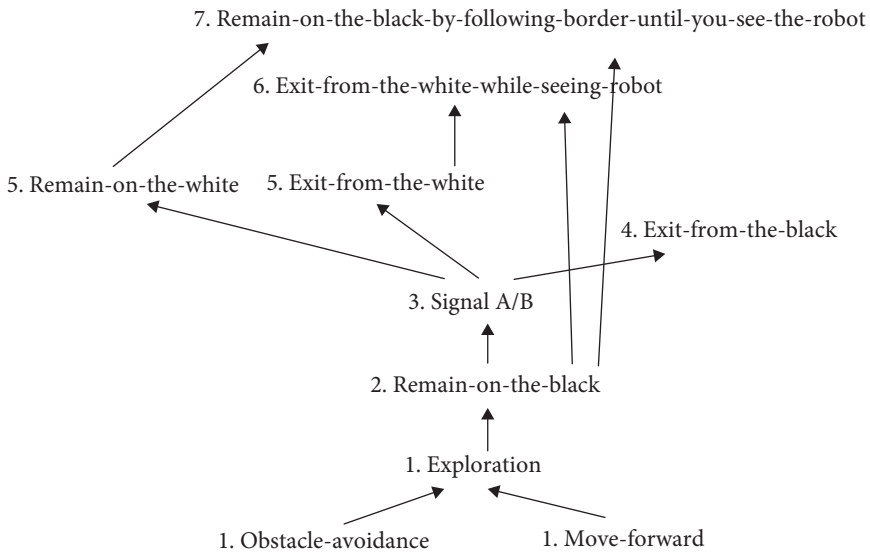 7. Remain-on-the-black-by-following-border-until-you-see-the-robot
6. Exit-from-the-white-while-seeing-robot
5. Remain-on-the-white
5. Exit-from-the-white
4. Exit-from-the-black
3. Signal A/B
2. Remain-on-the-black
1. Exploration
1. Obstacle-avoidance
1. Move-forward